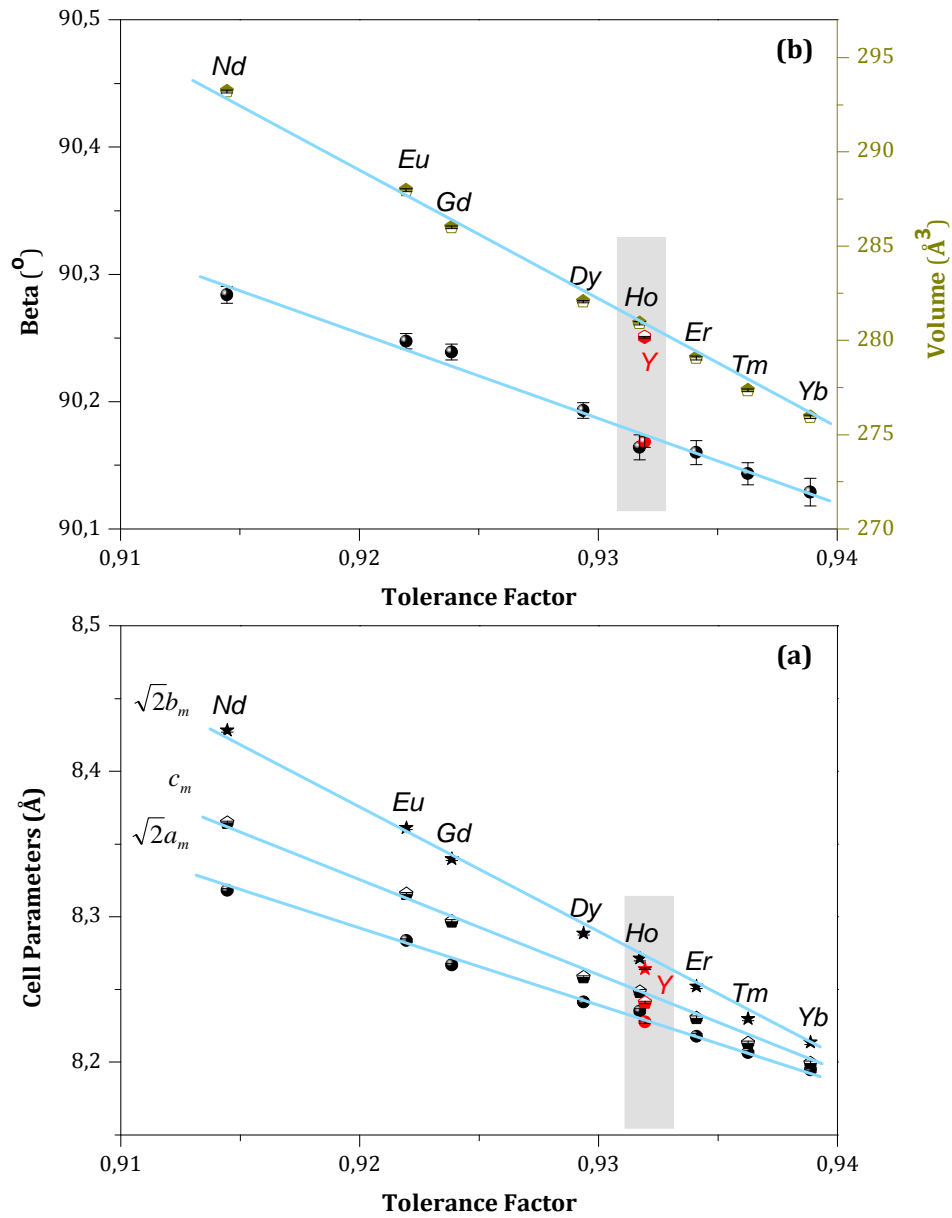 (b)
90,5
90,4
90,3
90,2
90,1
Beta (°)
295
290
285
280
275
270
Volume (Å³)
Nd
Eu
Gd
Dy
Ho
Y
Er
Tm
Yb
0,91 0,92 0,93 0,94
Tolerance Factor
(a)
8,5
8,4
8,3
8,2
Cell Parameters (Å)
√2bₘ
cₘ
√2aₘ
Nd
Eu
Gd
Dy
Ho
Y
Er
Tm
Yb
0,91 0,92 0,93 0,94
Tolerance Factor